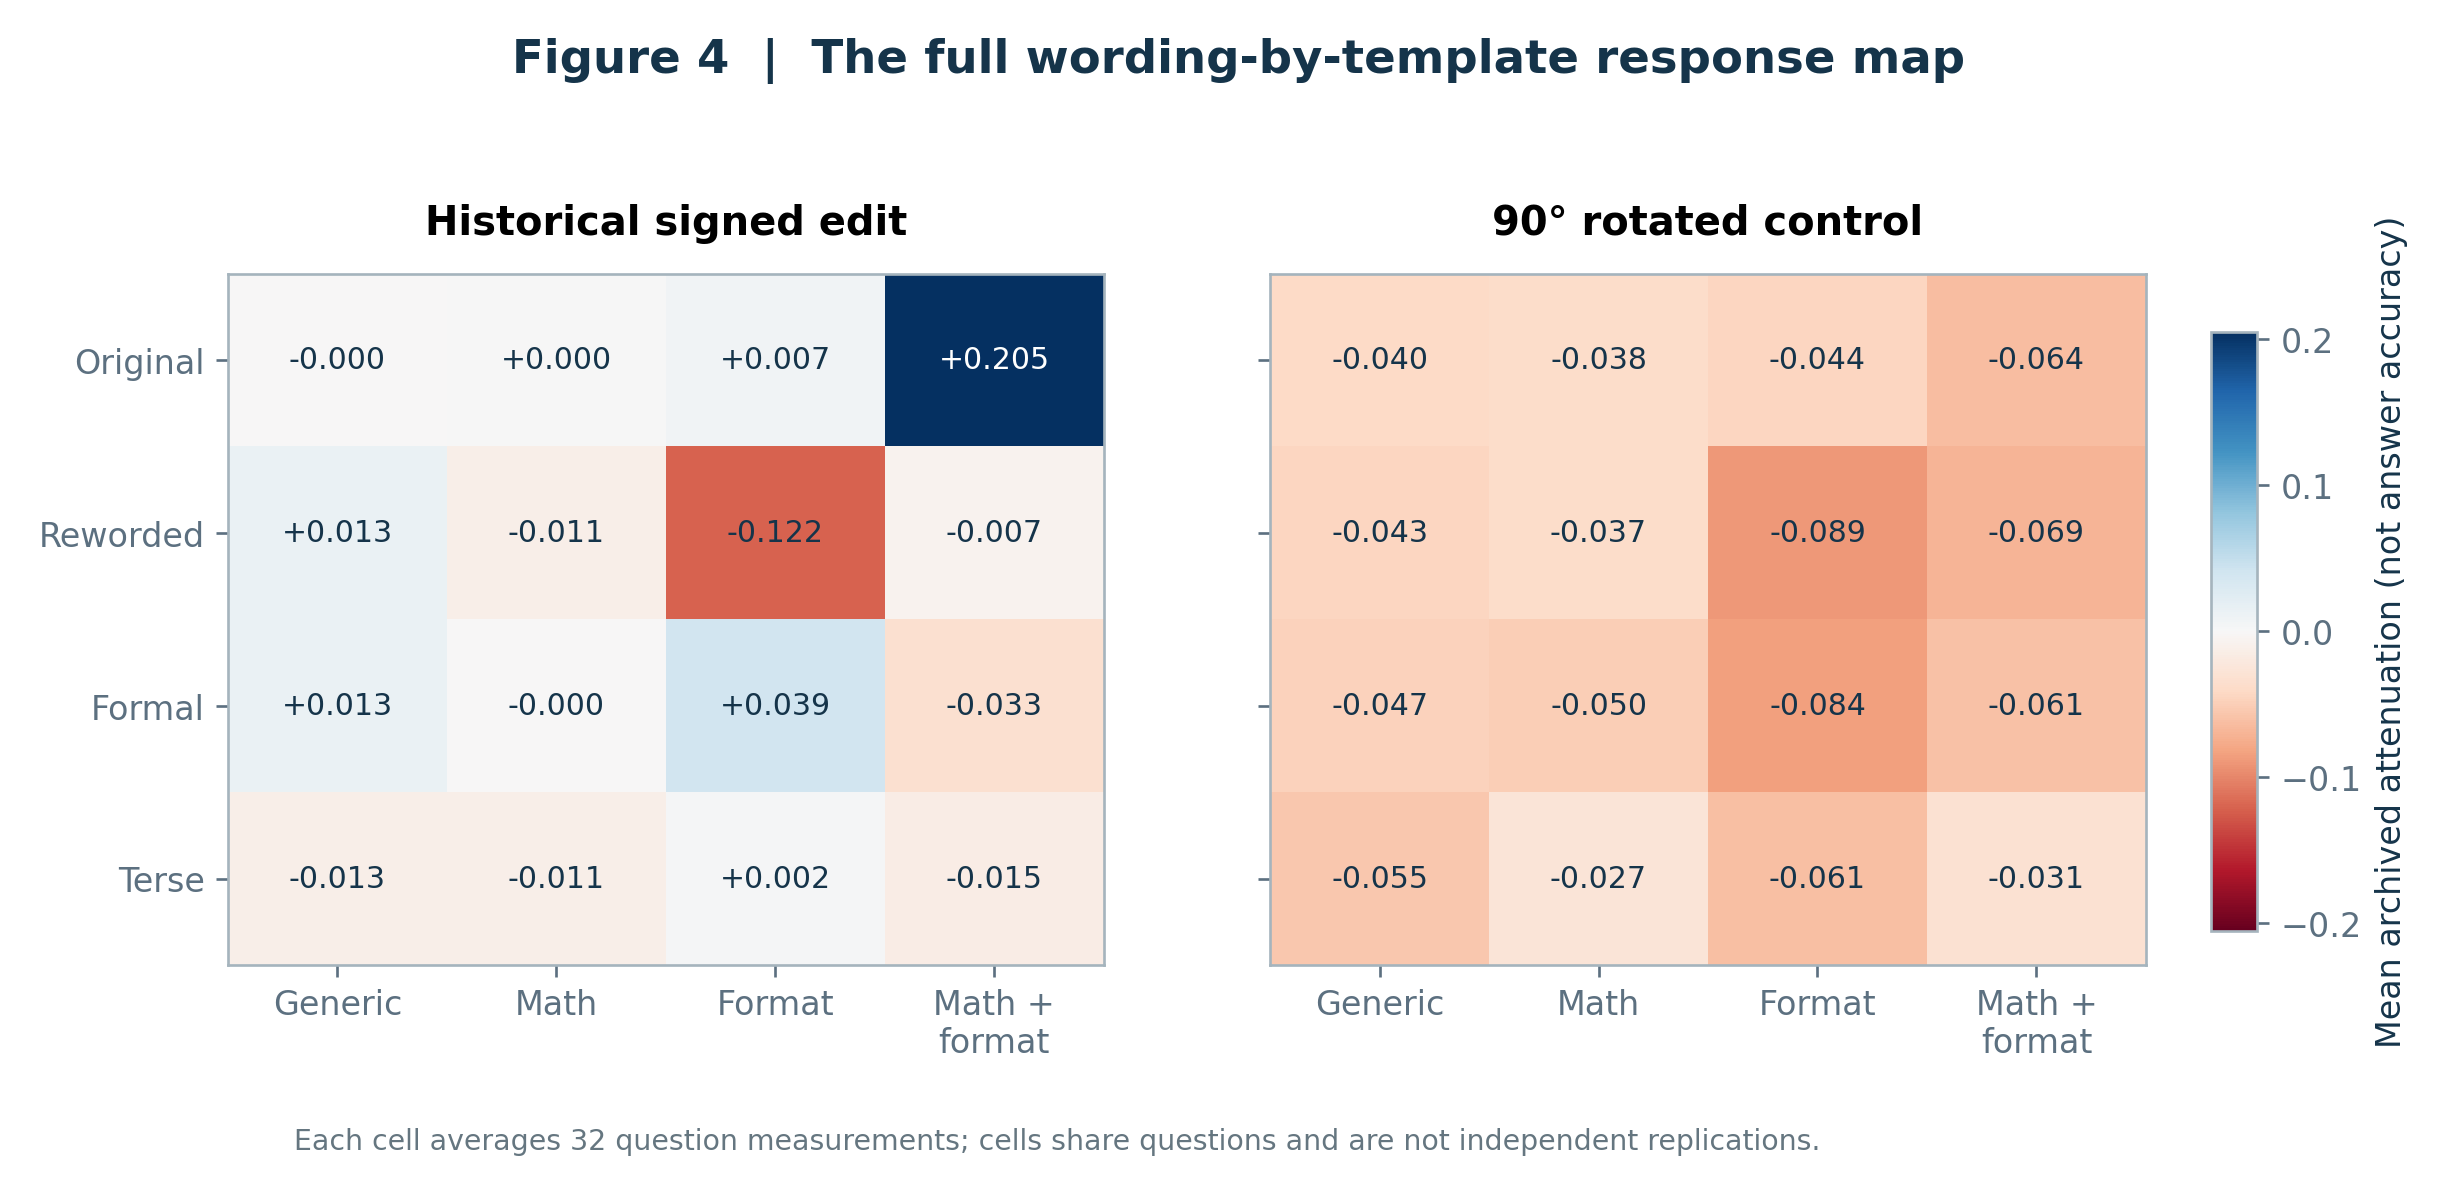 Figure 4 | The full wording-by-template response map
Historical signed edit
90° rotated control
Original
-0.000 +0.000 +0.007 +0.205
-0.040 -0.038 -0.044 -0.064
Reworded
+0.013 -0.011 -0.122 -0.007
-0.043 -0.037 -0.089 -0.069
Formal
+0.013 -0.000 +0.039 -0.033
-0.047 -0.050 -0.084 -0.061
Terse
-0.013 -0.011 +0.002 -0.015
-0.055 -0.027 -0.061 -0.031
Generic Math Format Math +
format
Generic Math Format Math +
format
0.2
0.1
0.0
−0.1
−0.2
Mean archived attenuation (not answer accuracy)
Each cell averages 32 question measurements; cells share questions and are not independent replications.